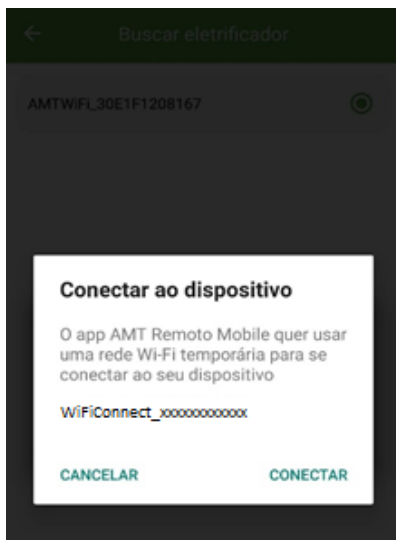 Buscar eletrificador
AMTWIFI_30E1F1208167
Conectar ao dispositivo
O app AMT Remoto Mobile quer usar
uma rede Wi-Fi temporária para se
conectar ao seu dispositivo
WiFiConnect_xxxxxxxxxxxx
CANCELAR CONECTAR